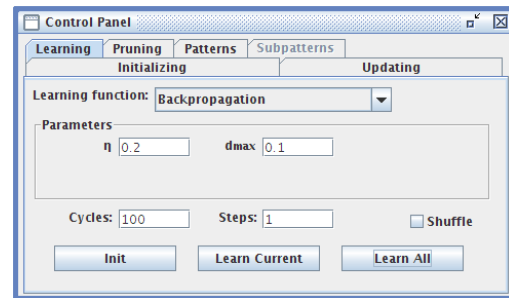 Control Panel
Learning Pruning Patterns Subpatterns
Initializing Updating
Learning function: Backpropagation
Parameters
η 0.2 dmax 0.1
Cycles: 100 Steps: 1 Shuffle
Init Learn Current Learn All